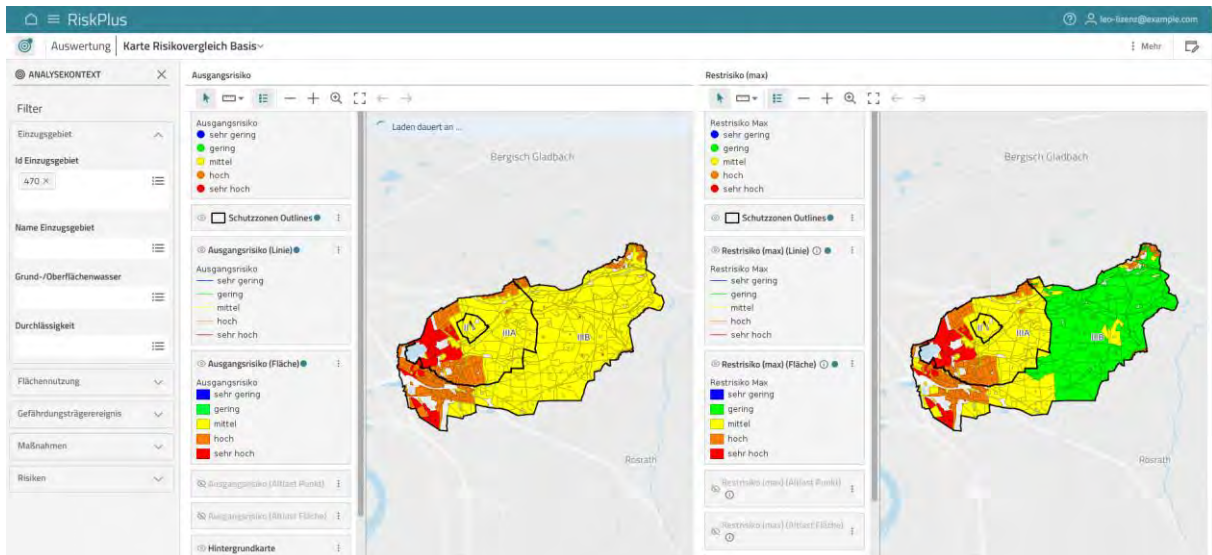 RiskPlus
leo-lizenz@example.com
Auswertung
Karte Risikovergleich Basis
Mehr
ANALYSEKONTEXT
Filter
Einzugsgebiet
Id Einzugsgebiet
470 ×
Name Einzugsgebiet
Grund-/Oberflächenwasser
Durchlässigkeit
Flächennutzung
Gefährdungsträgerereignis
Maßnahmen
Risiken
Ausgangsrisiko
Ausgangsrisiko
sehr gering
gering
mittel
hoch
sehr hoch
Schutzzonen Outlines
Ausgangsrisiko (Linie)
Ausgangsrisiko
sehr gering
gering
mittel
hoch
sehr hoch
Ausgangsrisiko (Fläche)
Ausgangsrisiko
sehr gering
gering
mittel
hoch
sehr hoch
Ausgangsrisiko (Altlast Punkt)
Ausgangsrisiko (Altlast Fläche)
Hintergrundkarte
Laden dauert an ...
Bergisch Gladbach
II
IIIA
IIIB
Rösrath
Restrisiko (max)
Restrisiko Max
sehr gering
gering
mittel
hoch
sehr hoch
Schutzzonen Outlines
Restrisiko (max) (Linie)
Restrisiko Max
sehr gering
gering
mittel
hoch
sehr hoch
Restrisiko (max) (Fläche)
Restrisiko Max
sehr gering
gering
mittel
hoch
sehr hoch
Restrisiko (max) (Altlast Punkt)
Restrisiko (max) (Altlast Fläche)
Bergisch Gladbach
II
IIIA
IIIB
Rösrath